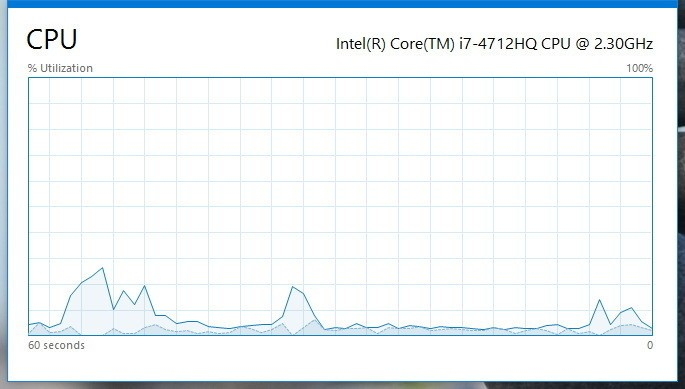 CPU
Intel(R) Core(TM) i7-4712HQ CPU @ 2.30GHz
% Utilization
100%
60 seconds
0